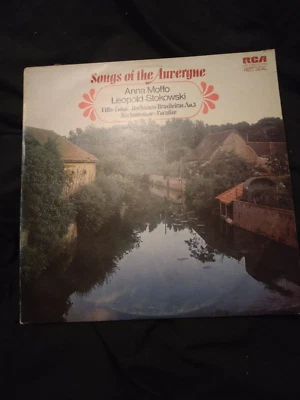 Songs of the Auvergne
RCA
Anna Moffo
Leopold Stokowski
Villa-Lobos: Bachianas Brasileiras No.5
Rachmaninov: Vocalise